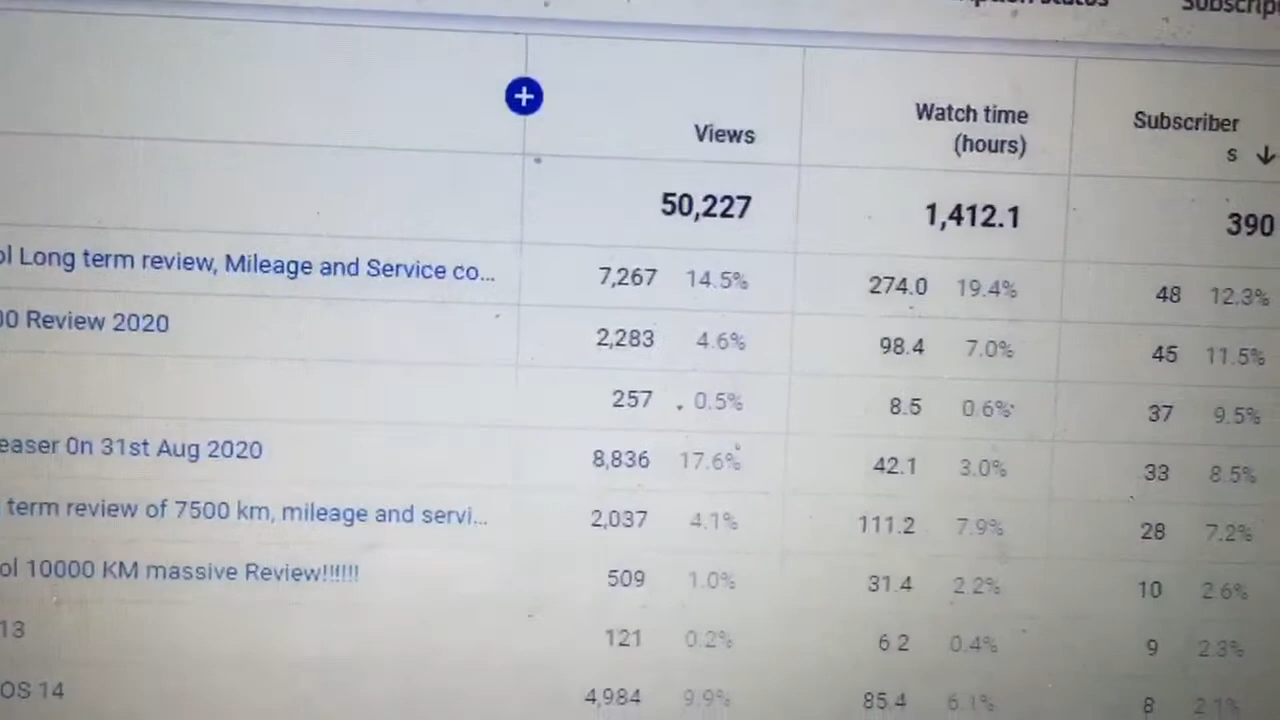 Subscrip
Views
Watch time
(hours)
Subscriber
s
50,227
1,412.1
390
Long term review, Mileage and Service co...
7,267 14.5% 274.0 19.4% 48 12.3%
Review 2020
2,283 4.6% 98.4 7.0% 45 11.5%
257 0.5% 8.5 0.6% 37 9.5%
easer 0n 31st Aug 2020
8,836 17.6% 42.1 3.0% 33 8.5%
term review of 7500 km, mileage and servi...
2,037 4.1% 111.2 7.9% 28 7.2%
ol 10000 KM massive Review!!!!!!
509 1.0% 31.4 2.2% 10 2.6%
13
121 0.2% 6.2 0.4% 9 2.3%
OS 14
4,984 9.9% 85.4 6.1% 8 2.1%